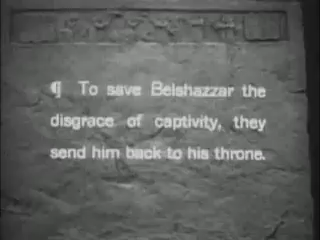 ¶ To save Belshazzar the
disgrace of captivity, they
send him back to his throne.